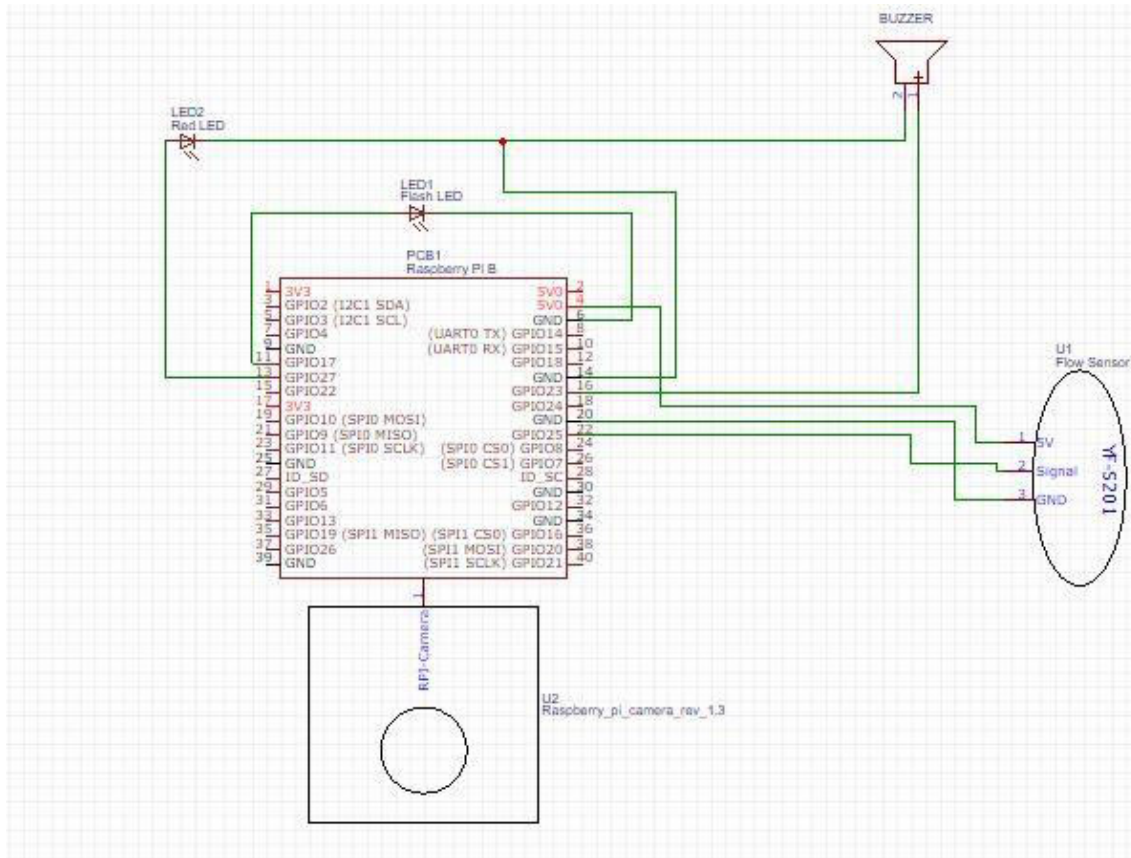 BUZZER
2
1
LED2
Red LED
LED1
Flash LED
PCB1
Raspberry Pi B
1 3V3 5V0 2
3 GPIO2 (I2C1 SDA) 5V0 4
5 GPIO3 (I2C1 SCL) GND 6
7 GPIO4 (UART0 TX) GPIO14 8
9 GND (UART0 RX) GPIO15 10
11 GPIO17 GPIO18 12
13 GPIO27 GND 14
15 GPIO22 GPIO23 16
17 3V3 GPIO24 18
19 GPIO10 (SPI0 MOSI) GND 20
21 GPIO9 (SPI0 MISO) GPIO25 22
23 GPIO11 (SPI0 SCLK) (SPI0 CS0) GPIO8 24
25 GND (SPI0 CS1) GPIO7 26
27 ID_SD ID_SC 28
29 GPIO5 GND 30
31 GPIO6 GPIO12 32
33 GPIO13 GND 34
35 GPIO19 (SPI1 MISO) (SPI1 CS0) GPIO16 36
37 GPIO26 (SPI1 MOSI) GPIO20 38
39 GND (SPI1 SCLK) GPIO21 40
U1
Flow Sensor
1 5V
2 Signal
3 GND
YF-S201
1
RPI-Camera
U2
Raspberry_pi_camera_rev_1.3